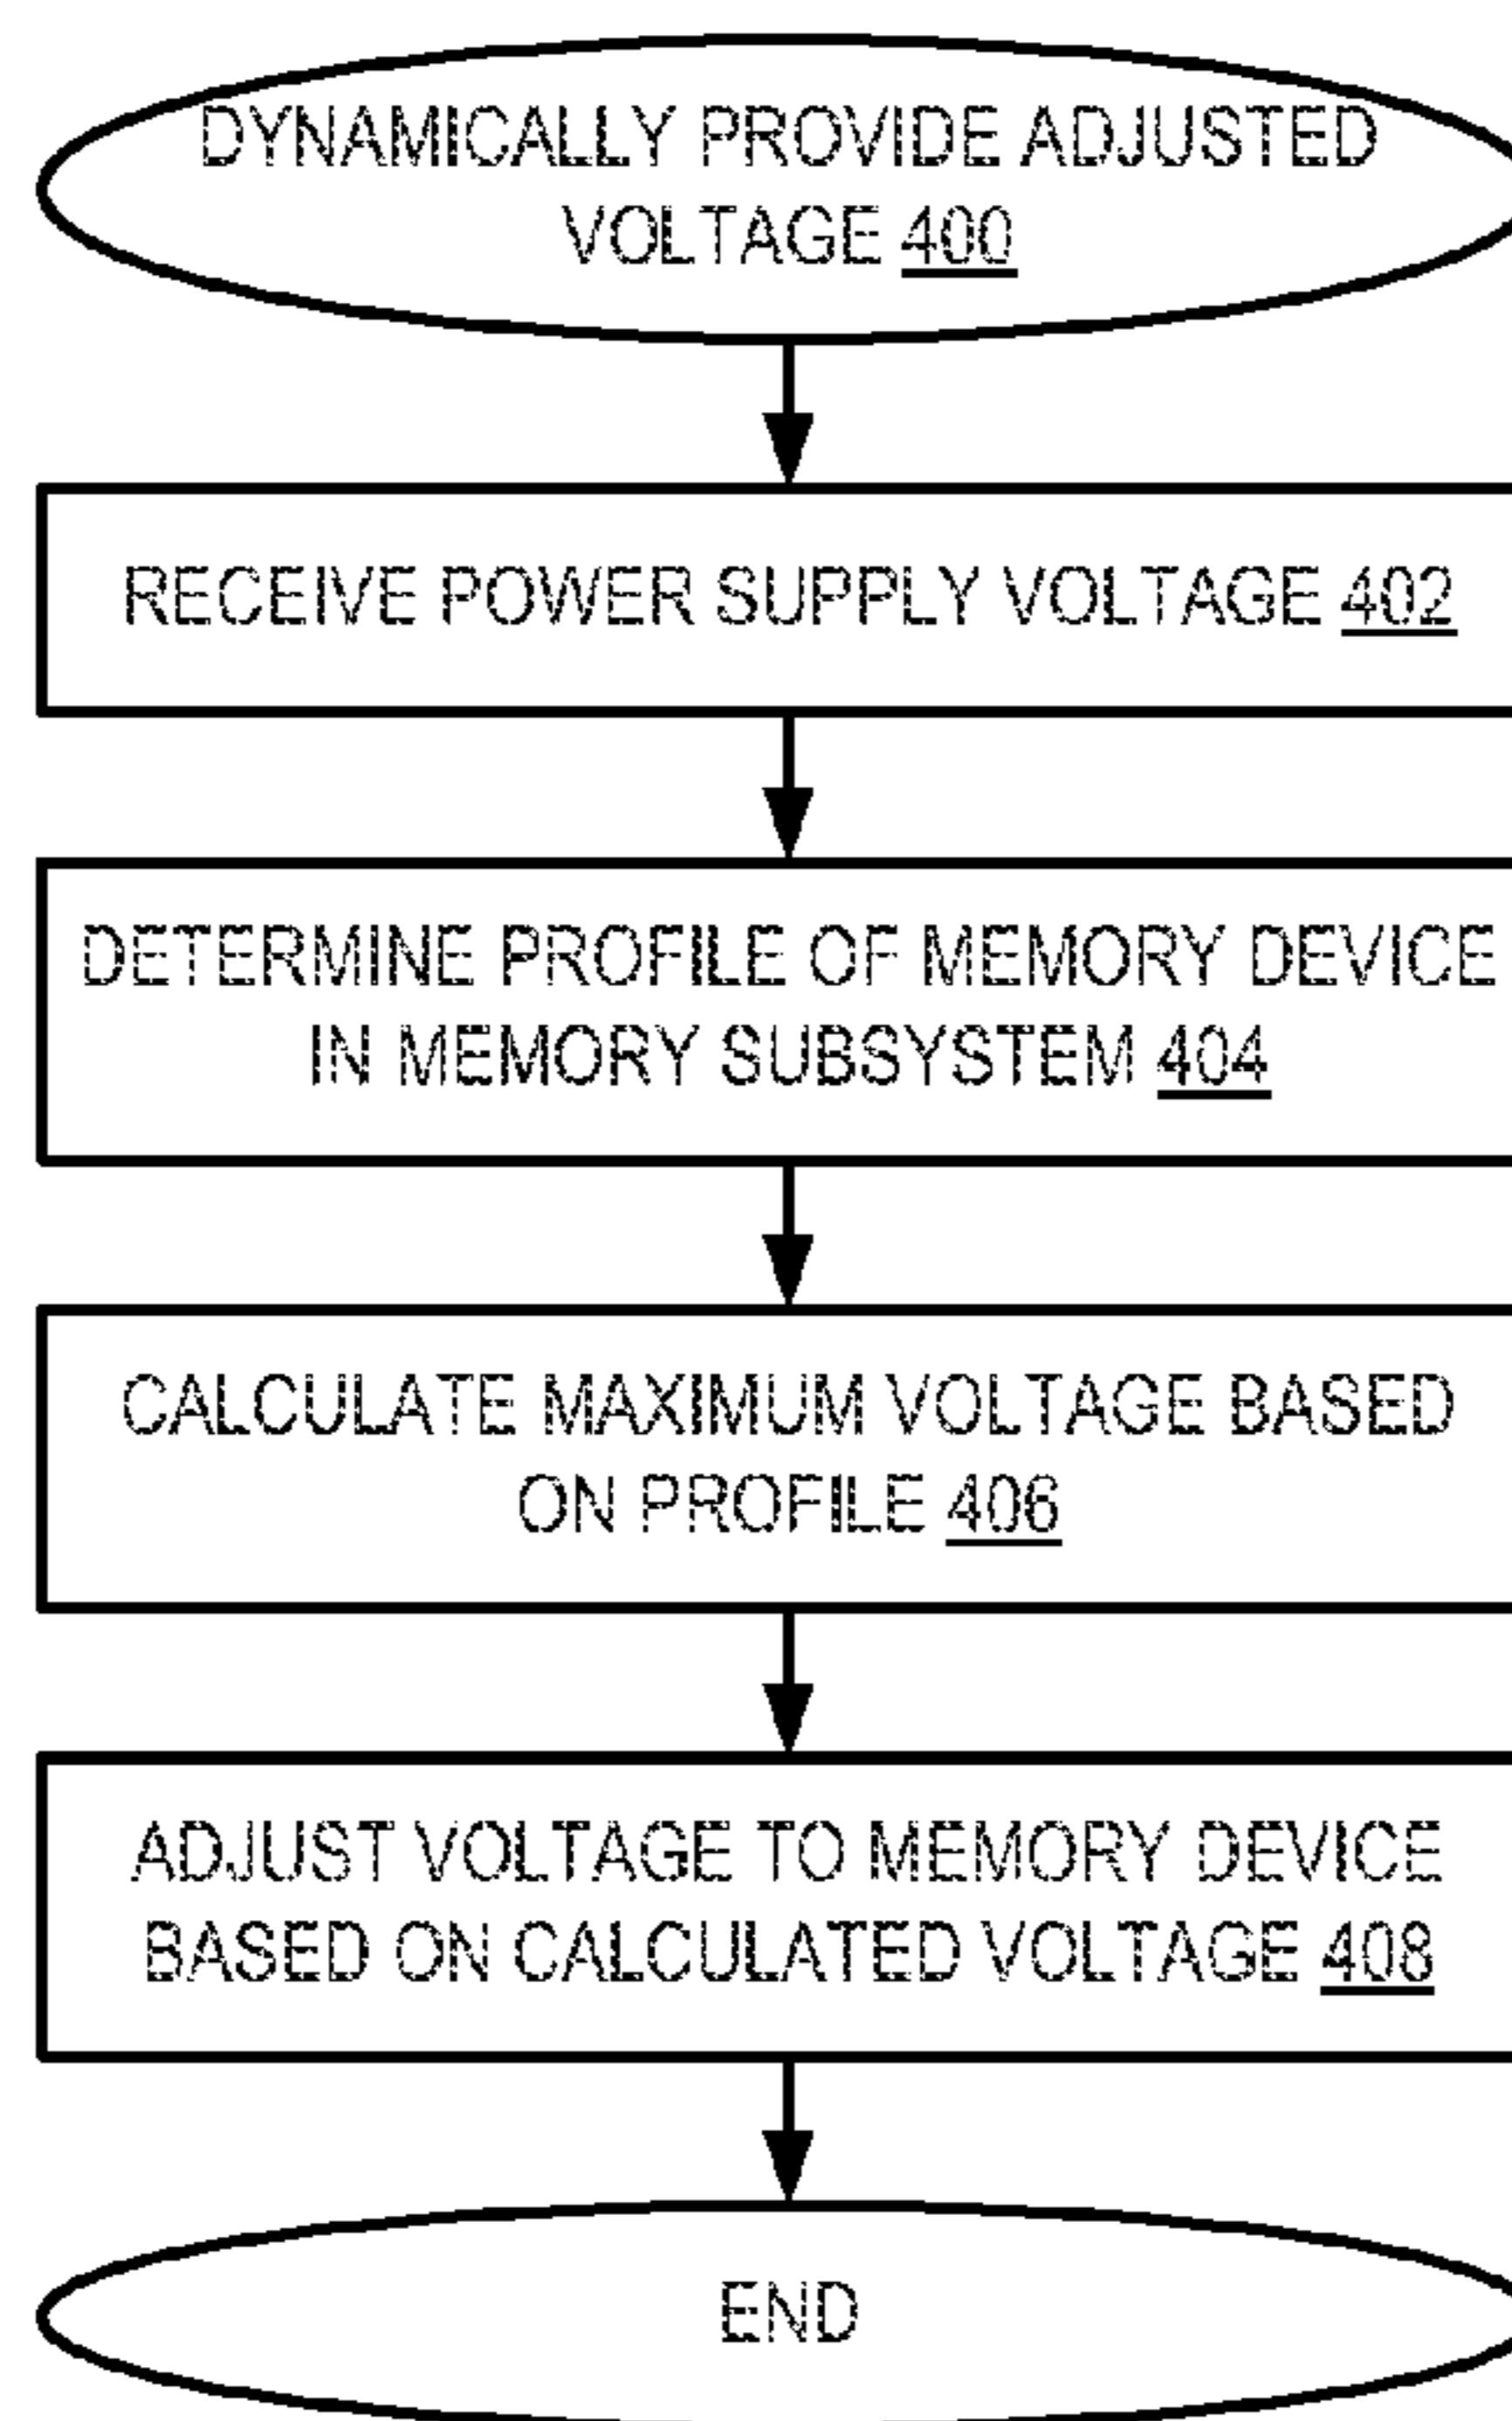 DYNAMICALLY PROVIDE ADJUSTED
VOLTAGE 400
RECEIVE POWER SUPPLY VOLTAGE 402
DETERMINE PROFILE OF MEMORY DEVICE
IN MEMORY SUBSYSTEM 404
CALCULATE MAXIMUM VOLTAGE BASED
ON PROFILE 406
ADJUST VOLTAGE TO MEMORY DEVICE
BASED ON CALCULATED VOLTAGE 408
END